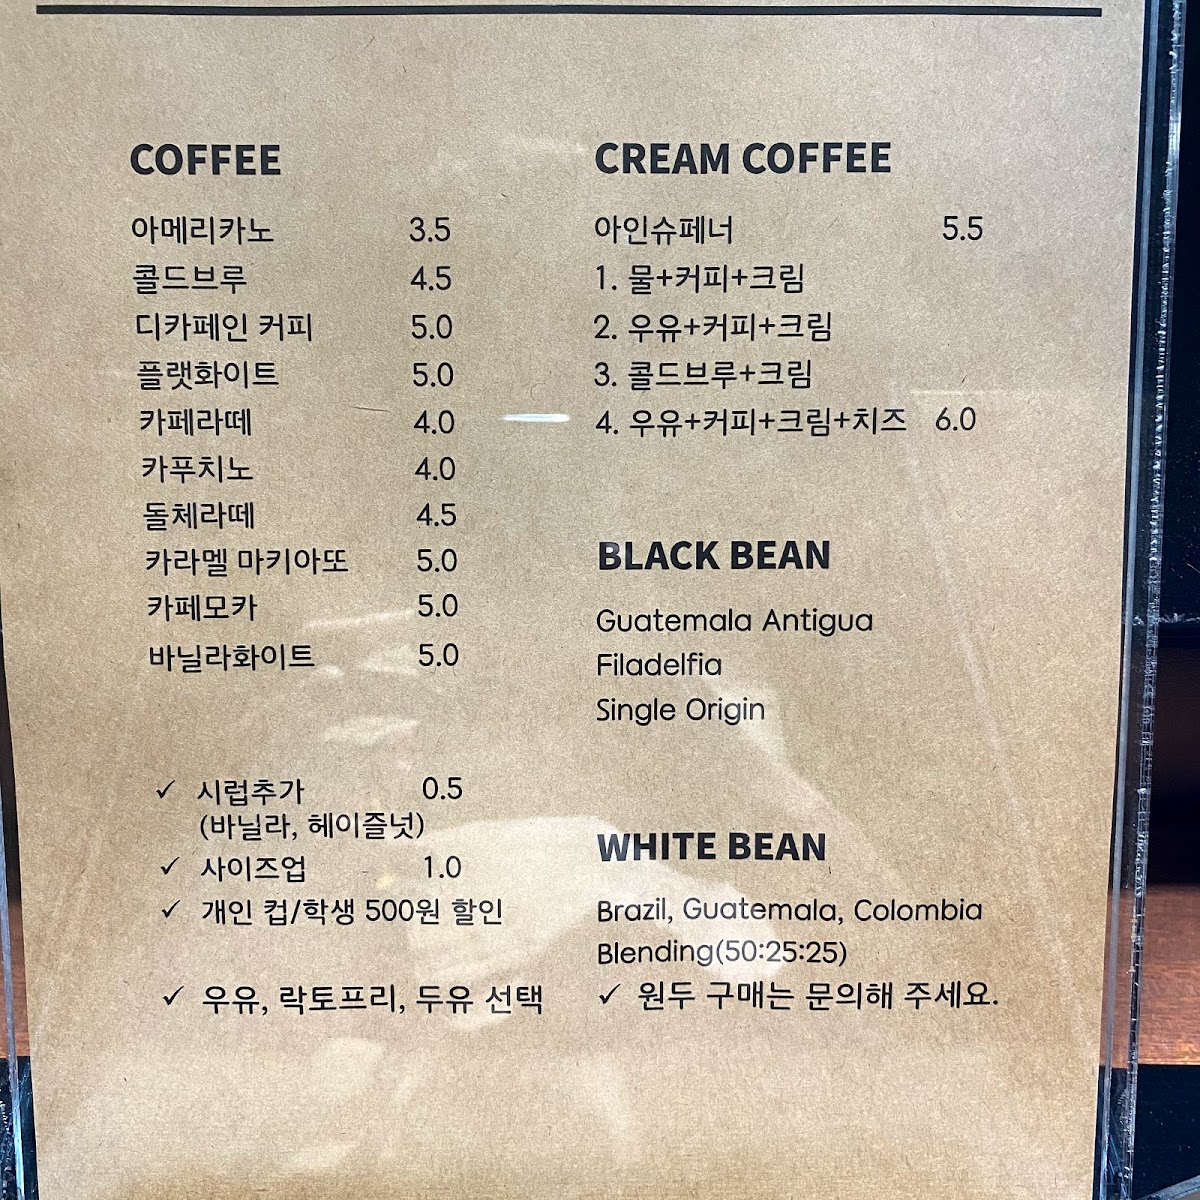 COFFEE
아메리카노 3.5
콜드브루 4.5
디카페인 커피 5.0
플랫화이트 5.0
카페라떼 4.0
카푸치노 4.0
돌체라떼 4.5
카라멜 마키아또 5.0
카페모카 5.0
바닐라화이트 5.0
✓ 시럽추가 0.5
(바닐라, 헤이즐넛)
✓ 사이즈업 1.0
✓ 개인 컵/학생 500원 할인
✓ 우유, 락토프리, 두유 선택
CREAM COFFEE
아인슈페너 5.5
1. 물+커피+크림
2. 우유+커피+크림
3. 콜드브루+크림
4. 우유+커피+크림+치즈 6.0
BLACK BEAN
Guatemala Antigua
Filadelfia
Single Origin
WHITE BEAN
Brazil, Guatemala, Colombia
Blending(50:25:25)
✓ 원두 구매는 문의해 주세요.